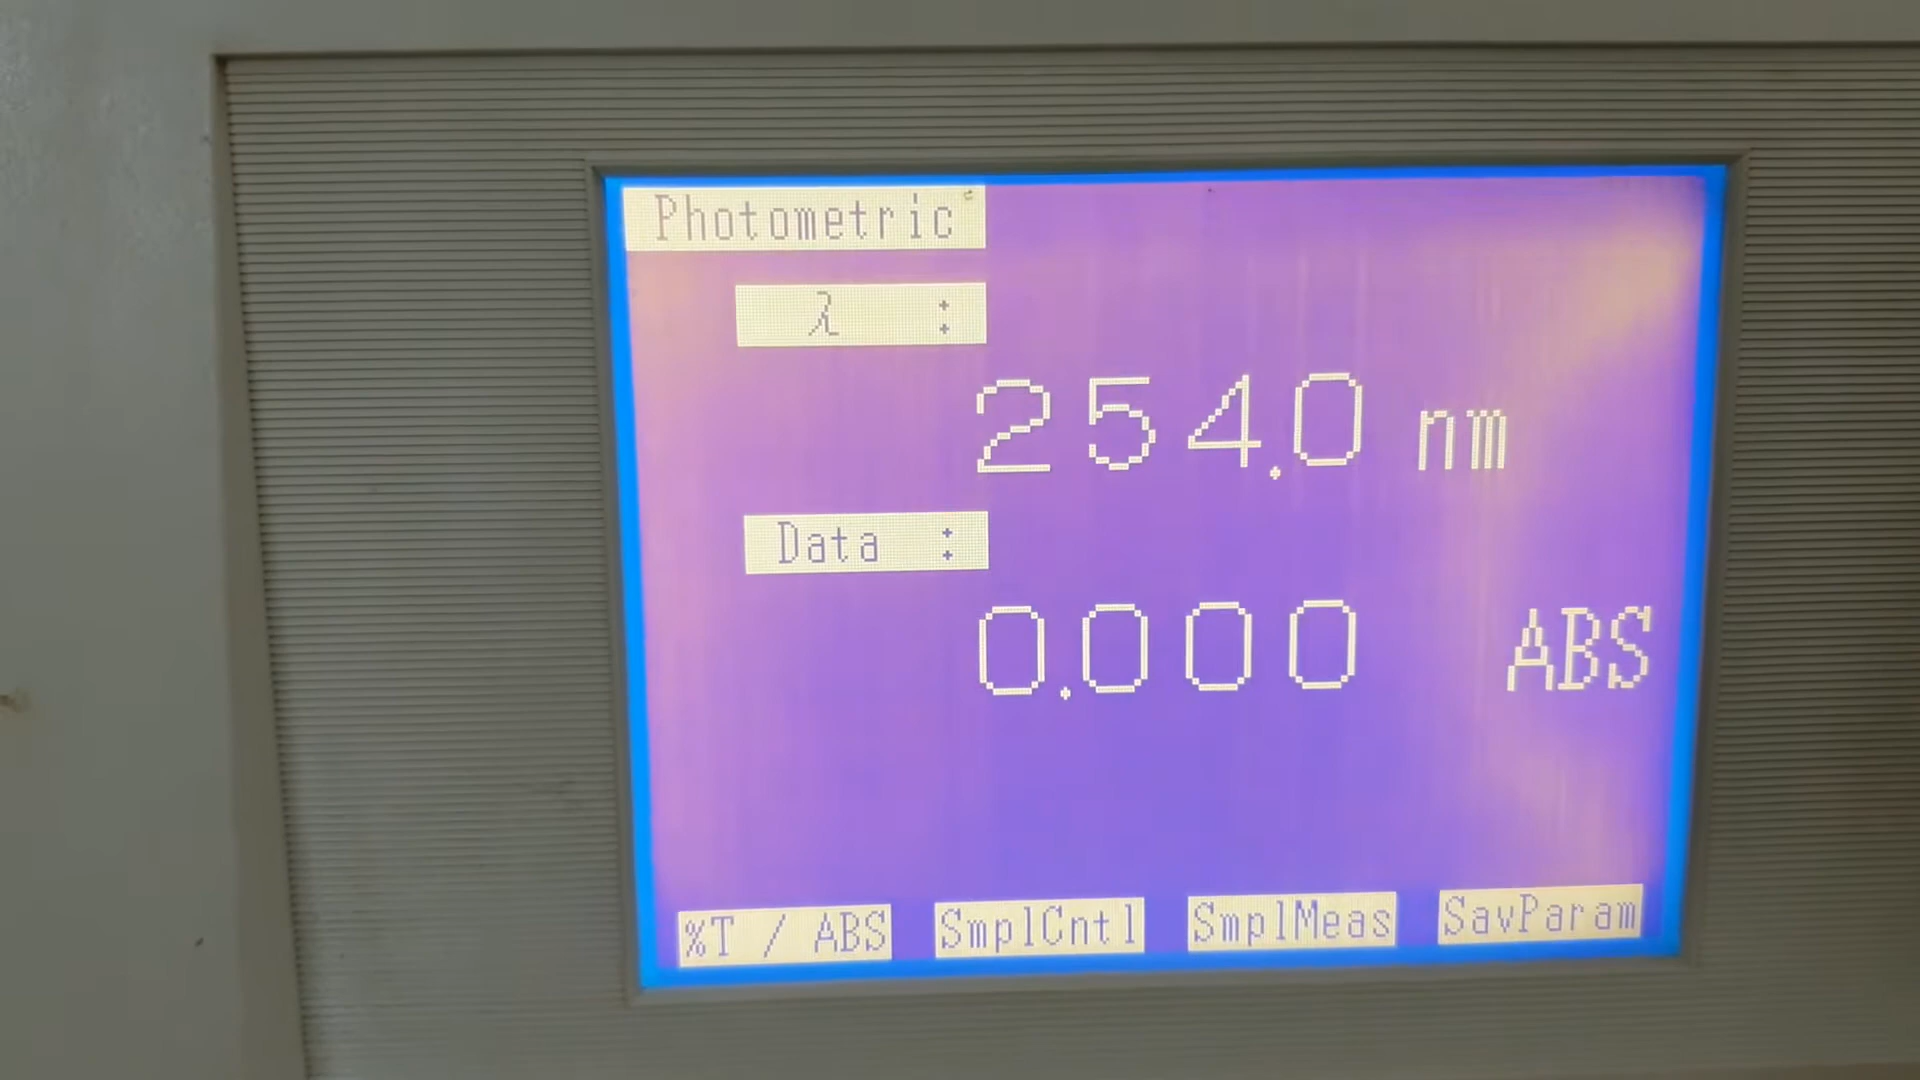 Photometric
λ :
254.0 nm
Data :
0.000 ABS
%T / ABS SmplCntl SmplMeas SavParam